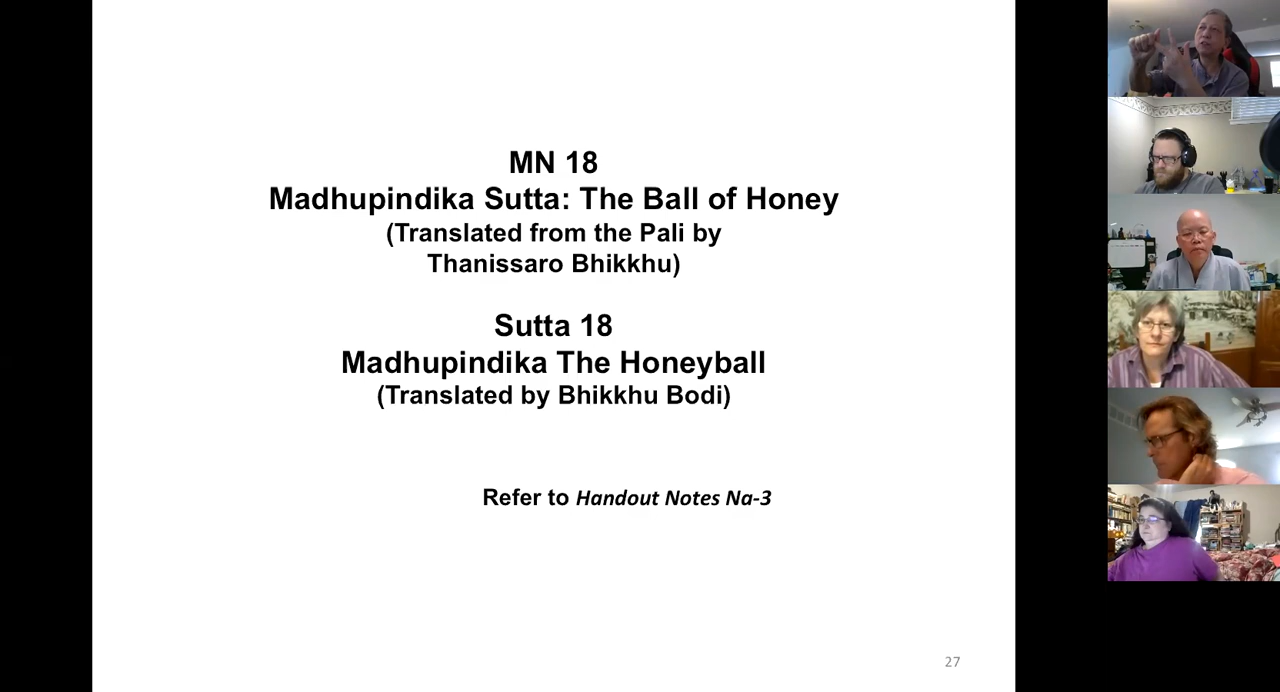 MN 18
Madhupindika Sutta: The Ball of Honey
(Translated from the Pali by
Thanissaro Bhikkhu)
Sutta 18
Madhupindika The Honeyball
(Translated by Bhikkhu Bodi)
Refer to Handout Notes Na-3
27